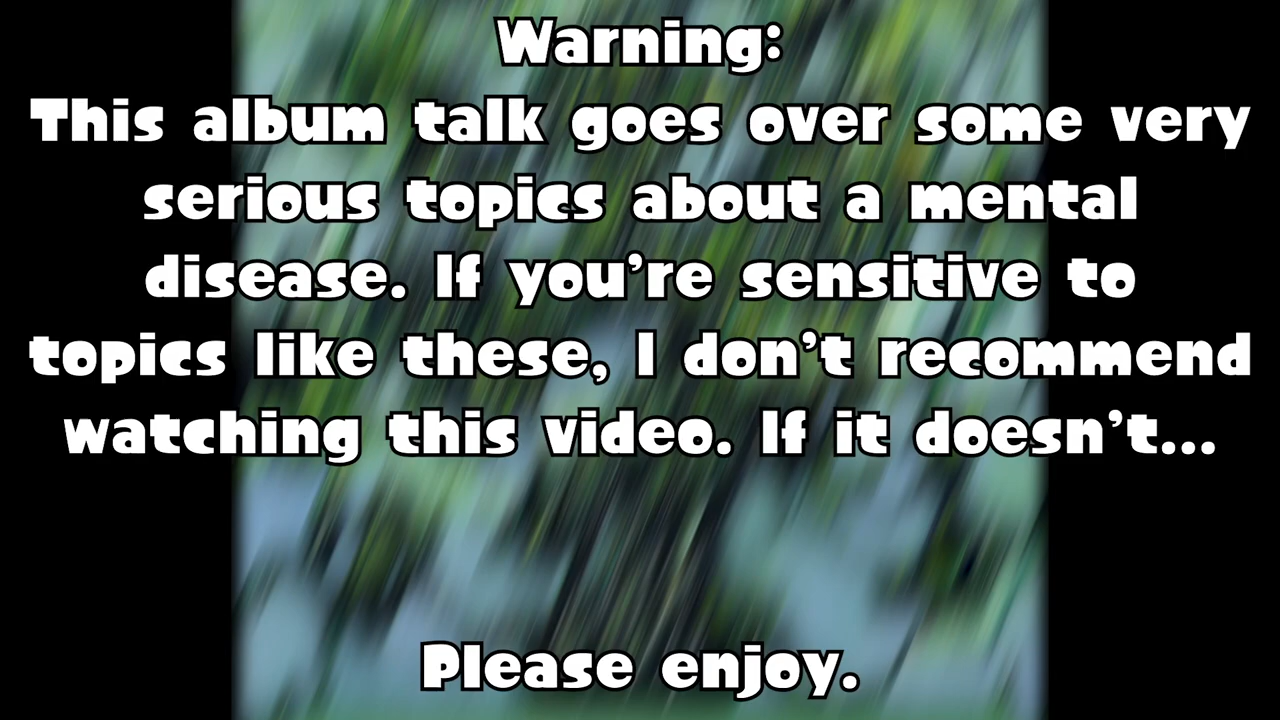 Warning:
This album talk goes over some very
serious topics about a mental
disease. If you're sensitive to
topics like these, I don't recommend
watching this video. If it doesn't...
Please enjoy.